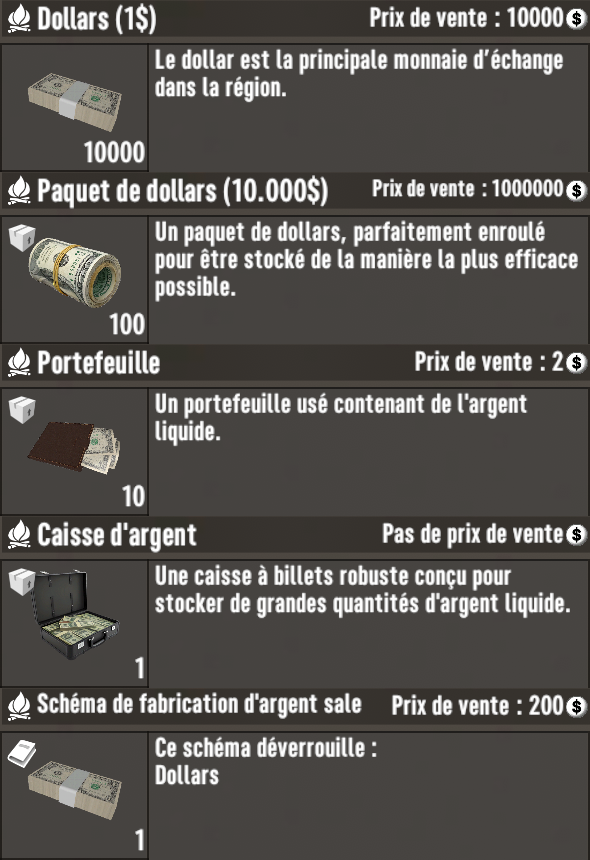 Dollars (1$)
Prix de vente : 10000 $
Le dollar est la principale monnaie d'échange
dans la région.
10000
Paquet de dollars (10.000$)
Prix de vente : 1000000 $
Un paquet de dollars, parfaitement enroulé
pour être stocké de la manière la plus efficace
possible.
100
Portefeuille
Prix de vente : 2 $
Un portefeuille usé contenant de l'argent
liquide.
10
Caisse d'argent
Pas de prix de vente $
Une caisse à billets robuste conçu pour
stocker de grandes quantités d'argent liquide.
1
Schéma de fabrication d'argent sale
Prix de vente : 200 $
Ce schéma déverrouille :
Dollars
1